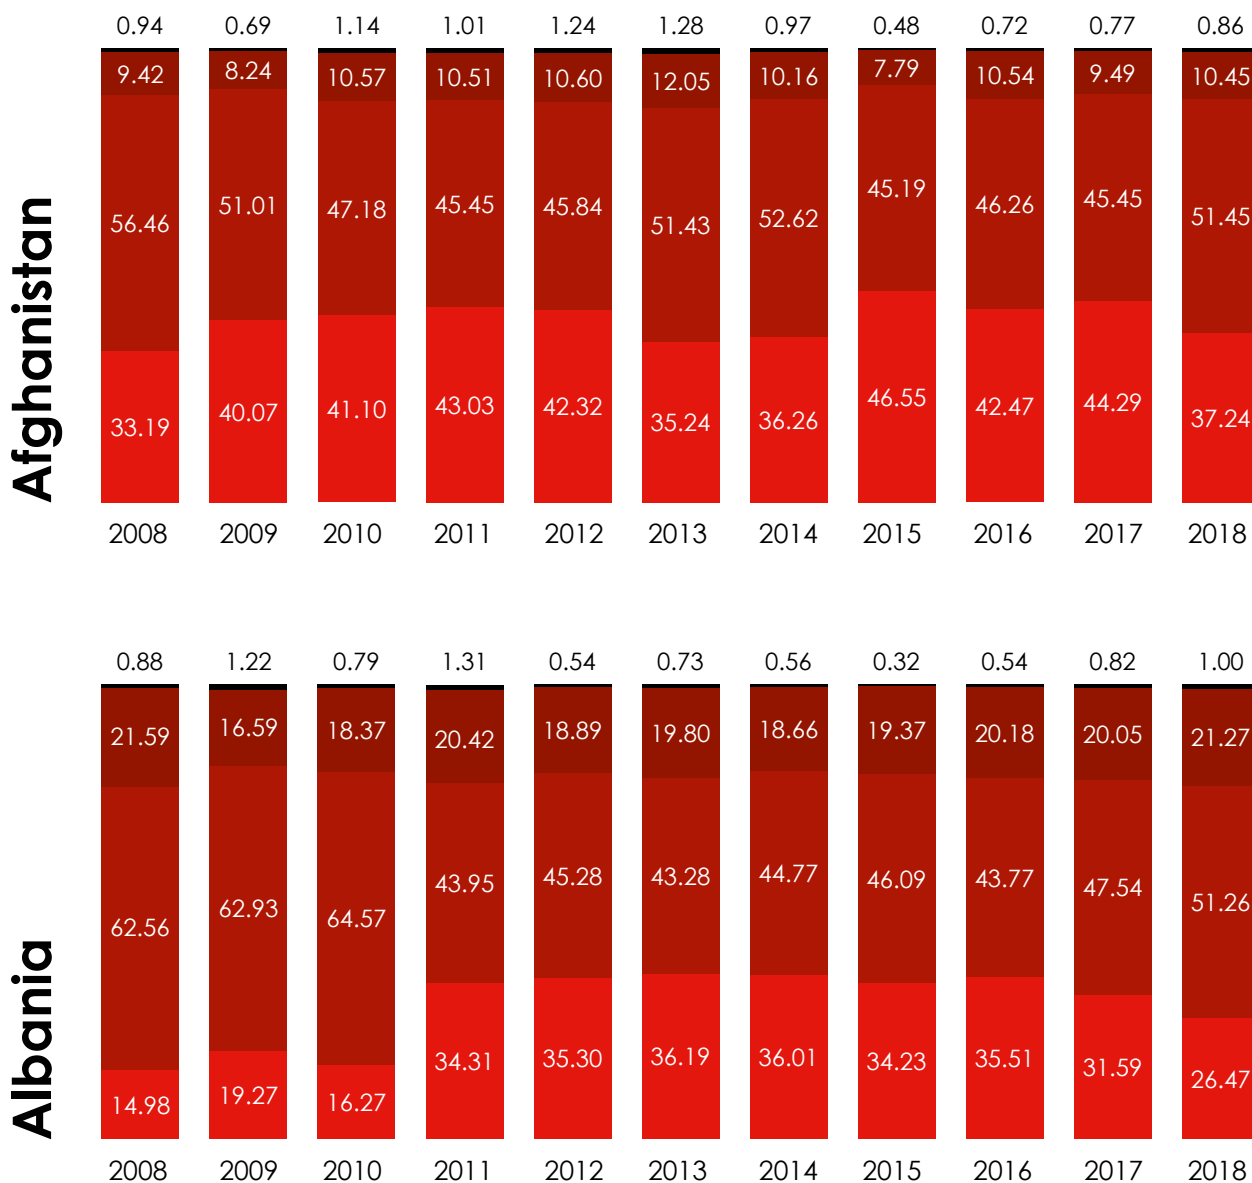 Afghanistan
0.94 0.69 1.14 1.01 1.24 1.28 0.97 0.48 0.72 0.77 0.86
9.42 8.24 10.57 10.51 10.60 12.05 10.16 7.79 10.54 9.49 10.45
56.46 51.01 47.18 45.45 45.84 51.43 52.62 45.19 46.26 45.45 51.45
33.19 40.07 41.10 43.03 42.32 35.24 36.26 46.55 42.47 44.29 37.24
2008 2009 2010 2011 2012 2013 2014 2015 2016 2017 2018
Albania
0.88 1.22 0.79 1.31 0.54 0.73 0.56 0.32 0.54 0.82 1.00
21.59 16.59 18.37 20.42 18.89 19.80 18.66 19.37 20.18 20.05 21.27
62.56 62.93 64.57 43.95 45.28 43.28 44.77 46.09 43.77 47.54 51.26
14.98 19.27 16.27 34.31 35.30 36.19 36.01 34.23 35.51 31.59 26.47
2008 2009 2010 2011 2012 2013 2014 2015 2016 2017 2018